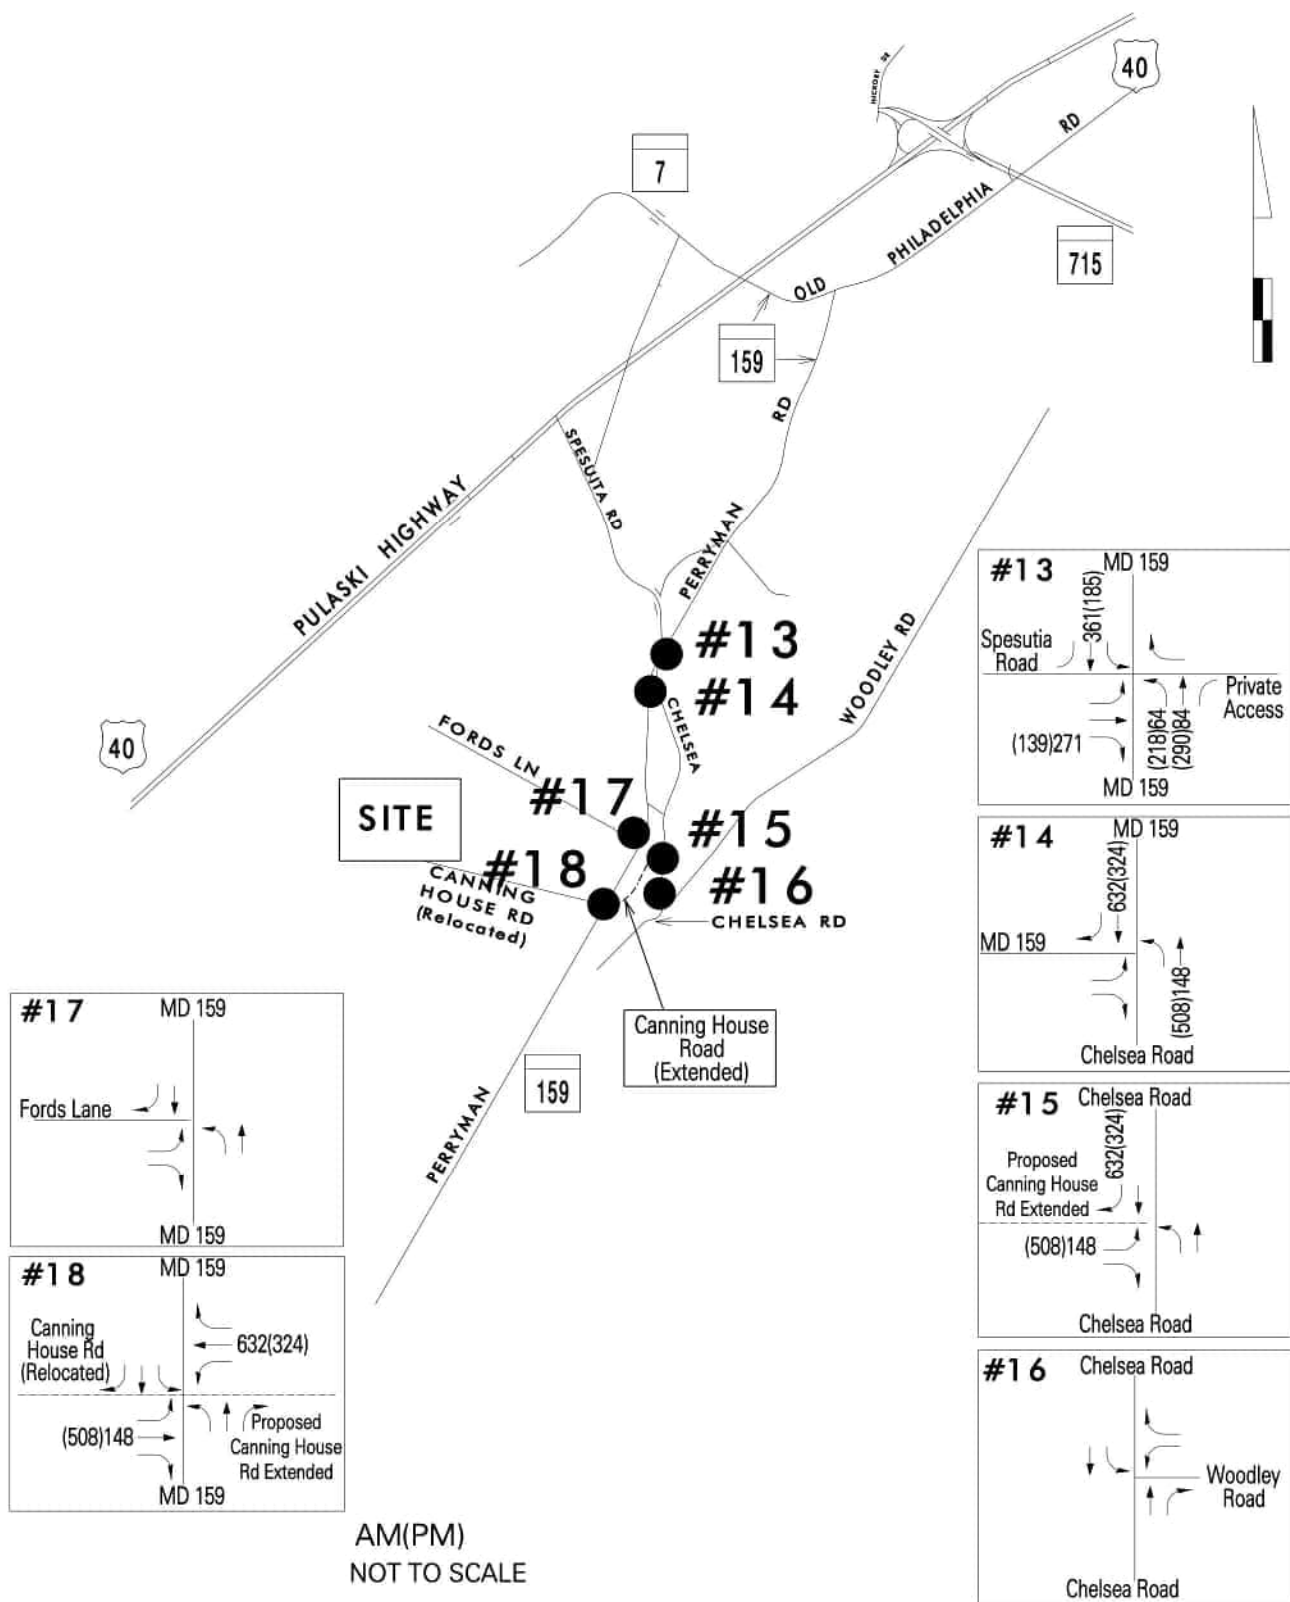 HICKORY DR
40
RD
7
PHILADELPHIA
715
OLD
159
RD
SPESUITA RD
PULASKI HIGHWAY
PERRYMAN
WOODLEY RD
#13
#14
CHELSEA
40
FORDS LN
#17
SITE
#15
#18
#16
CANNING
HOUSE RD
(Relocated)
CHELSEA RD
Canning House
Road
(Extended)
159
PERRYMAN
#13
MD 159
361(185)
Spesutia
Road
Private
Access
(139)271
(218)64
(290)84
MD 159
#14
MD 159
632(324)
MD 159
(508)148
Chelsea Road
#15
Chelsea Road
632(324)
Proposed
Canning House
Rd Extended
(508)148
Chelsea Road
#16
Chelsea Road
Woodley
Road
Chelsea Road
#17
MD 159
Fords Lane
MD 159
#18
MD 159
Canning
House Rd
(Relocated)
632(324)
(508)148
Proposed
Canning House
Rd Extended
MD 159
AM(PM)
NOT TO SCALE